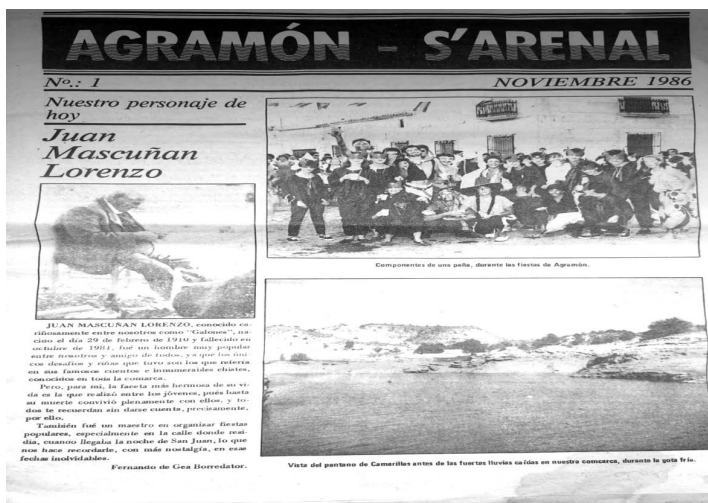 AGRAMÓN - S'ARENAL
Nº.: 1
NOVIEMBRE 1986
Nuestro personaje de
hoy
Juan
Mascuñan
Lorenzo
JUAN MASCUÑAN LORENZO, conocido ca-
riñosamente entre nosotros como "Galones", na-
cino el día 29 de febrero de 1910 y fallecido en
octubre de 1981, fué un hombre muy popular
entre nosotros y amigo de todos, ya que los úni-
cos desafíos y riñas que tuvo son los que refería
en sus famosos cuentos e innumerables chistes,
conocidos en toda la comarca.
Pero, para mi, la faceta más hermosa de su vi-
da es la que realizó entre los jóvenes, pués hasta
su muerte convivió plenamente con ellos, y to-
dos te recuerdan sin darse cuenta, precisamente,
por ello.
También fué un maestro en organizar fiestas
populares, especialmente en la calle donde resi-
día, cuando llegaba la noche de San Juan, lo que
nos hace recordarle, con más nostalgia, en esas
fechas inolvidables.
Fernando de Gea Borredator.
Componentes de una peña, durante las fiestas de Agramón.
Vista del pantano de Camarillas antes de las fuertes lluvias caídas en nuestra comcarca, durante la gota fría.